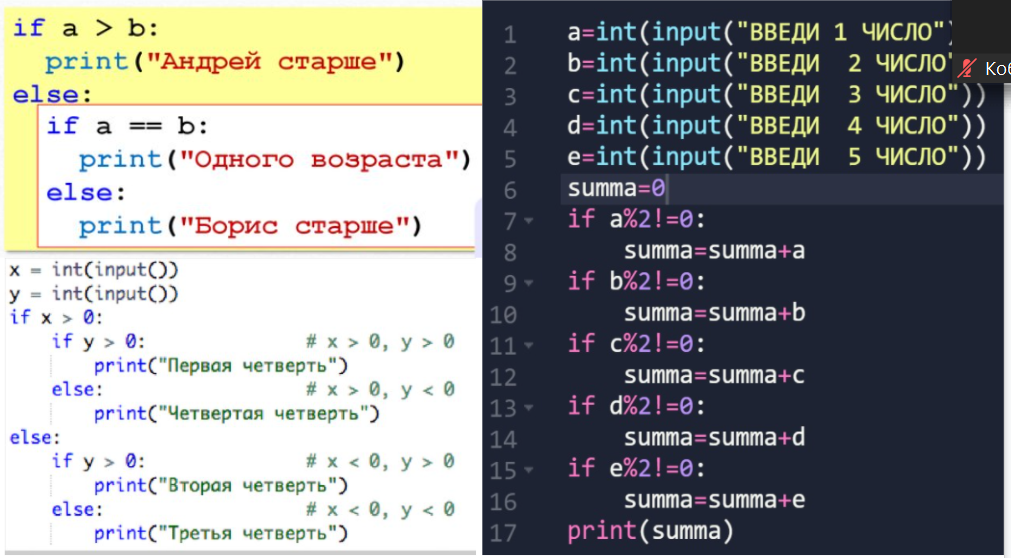 if a > b:
print("Андрей старше")
else:
if a == b:
print("Одного возраста")
else:
print("Борис старше")
x = int(input())
y = int(input())
if x > 0:
if y > 0: # x > 0, y > 0
print("Первая четверть")
else: # x > 0, y < 0
print("Четвертая четверть")
else:
if y > 0: # x < 0, y > 0
print("Вторая четверть")
else: # x < 0, y < 0
print("Третья четверть")
1 a=int(input("ВВЕДИ 1 ЧИСЛО")
2 b=int(input("ВВЕДИ  2 ЧИСЛО"
3 c=int(input("ВВЕДИ  3 ЧИСЛО"))
4 d=int(input("ВВЕДИ  4 ЧИСЛО"))
5 e=int(input("ВВЕДИ  5 ЧИСЛО"))
6 summa=0
7 if a%2!=0:
8 summa=summa+a
9 if b%2!=0:
10 summa=summa+b
11 if c%2!=0:
12 summa=summa+c
13 if d%2!=0:
14 summa=summa+d
15 if e%2!=0:
16 summa=summa+e
17 print(summa)